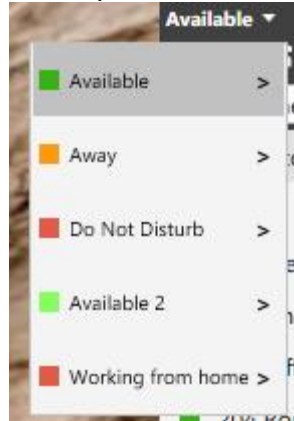 Available ▼
Available >
Away >
Do Not Disturb >
Available 2 >
Working from home >